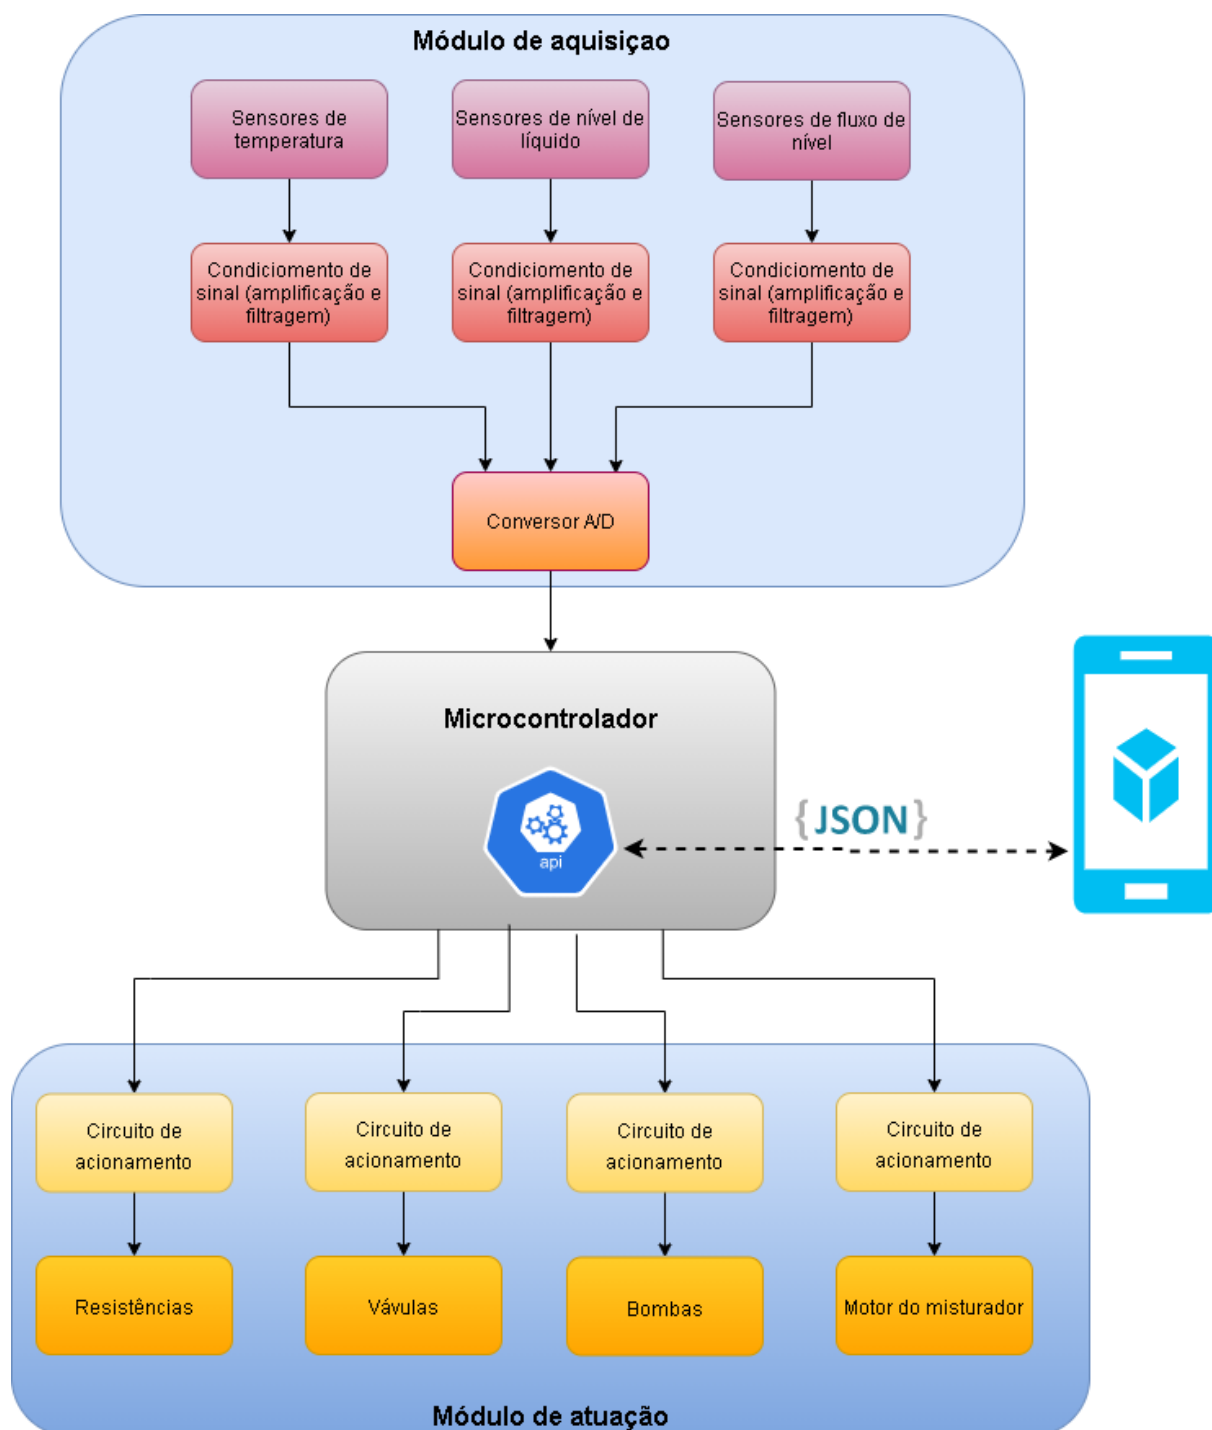 Módulo de aquisiçao
Sensores de
temperatura
Sensores de nível de
líquido
Sensores de fluxo de
nível
Condiciomento de
sinal (amplificação e
filtragem)
Condiciomento de
sinal (amplificação e
filtragem)
Condiciomento de
sinal (amplificação e
filtragem)
Conversor A/D
Microcontrolador
api
{JSON}
Circuito de
acionamento
Circuito de
acionamento
Circuito de
acionamento
Circuito de
acionamento
Resistências
Vávulas
Bombas
Motor do misturador
Módulo de atuação